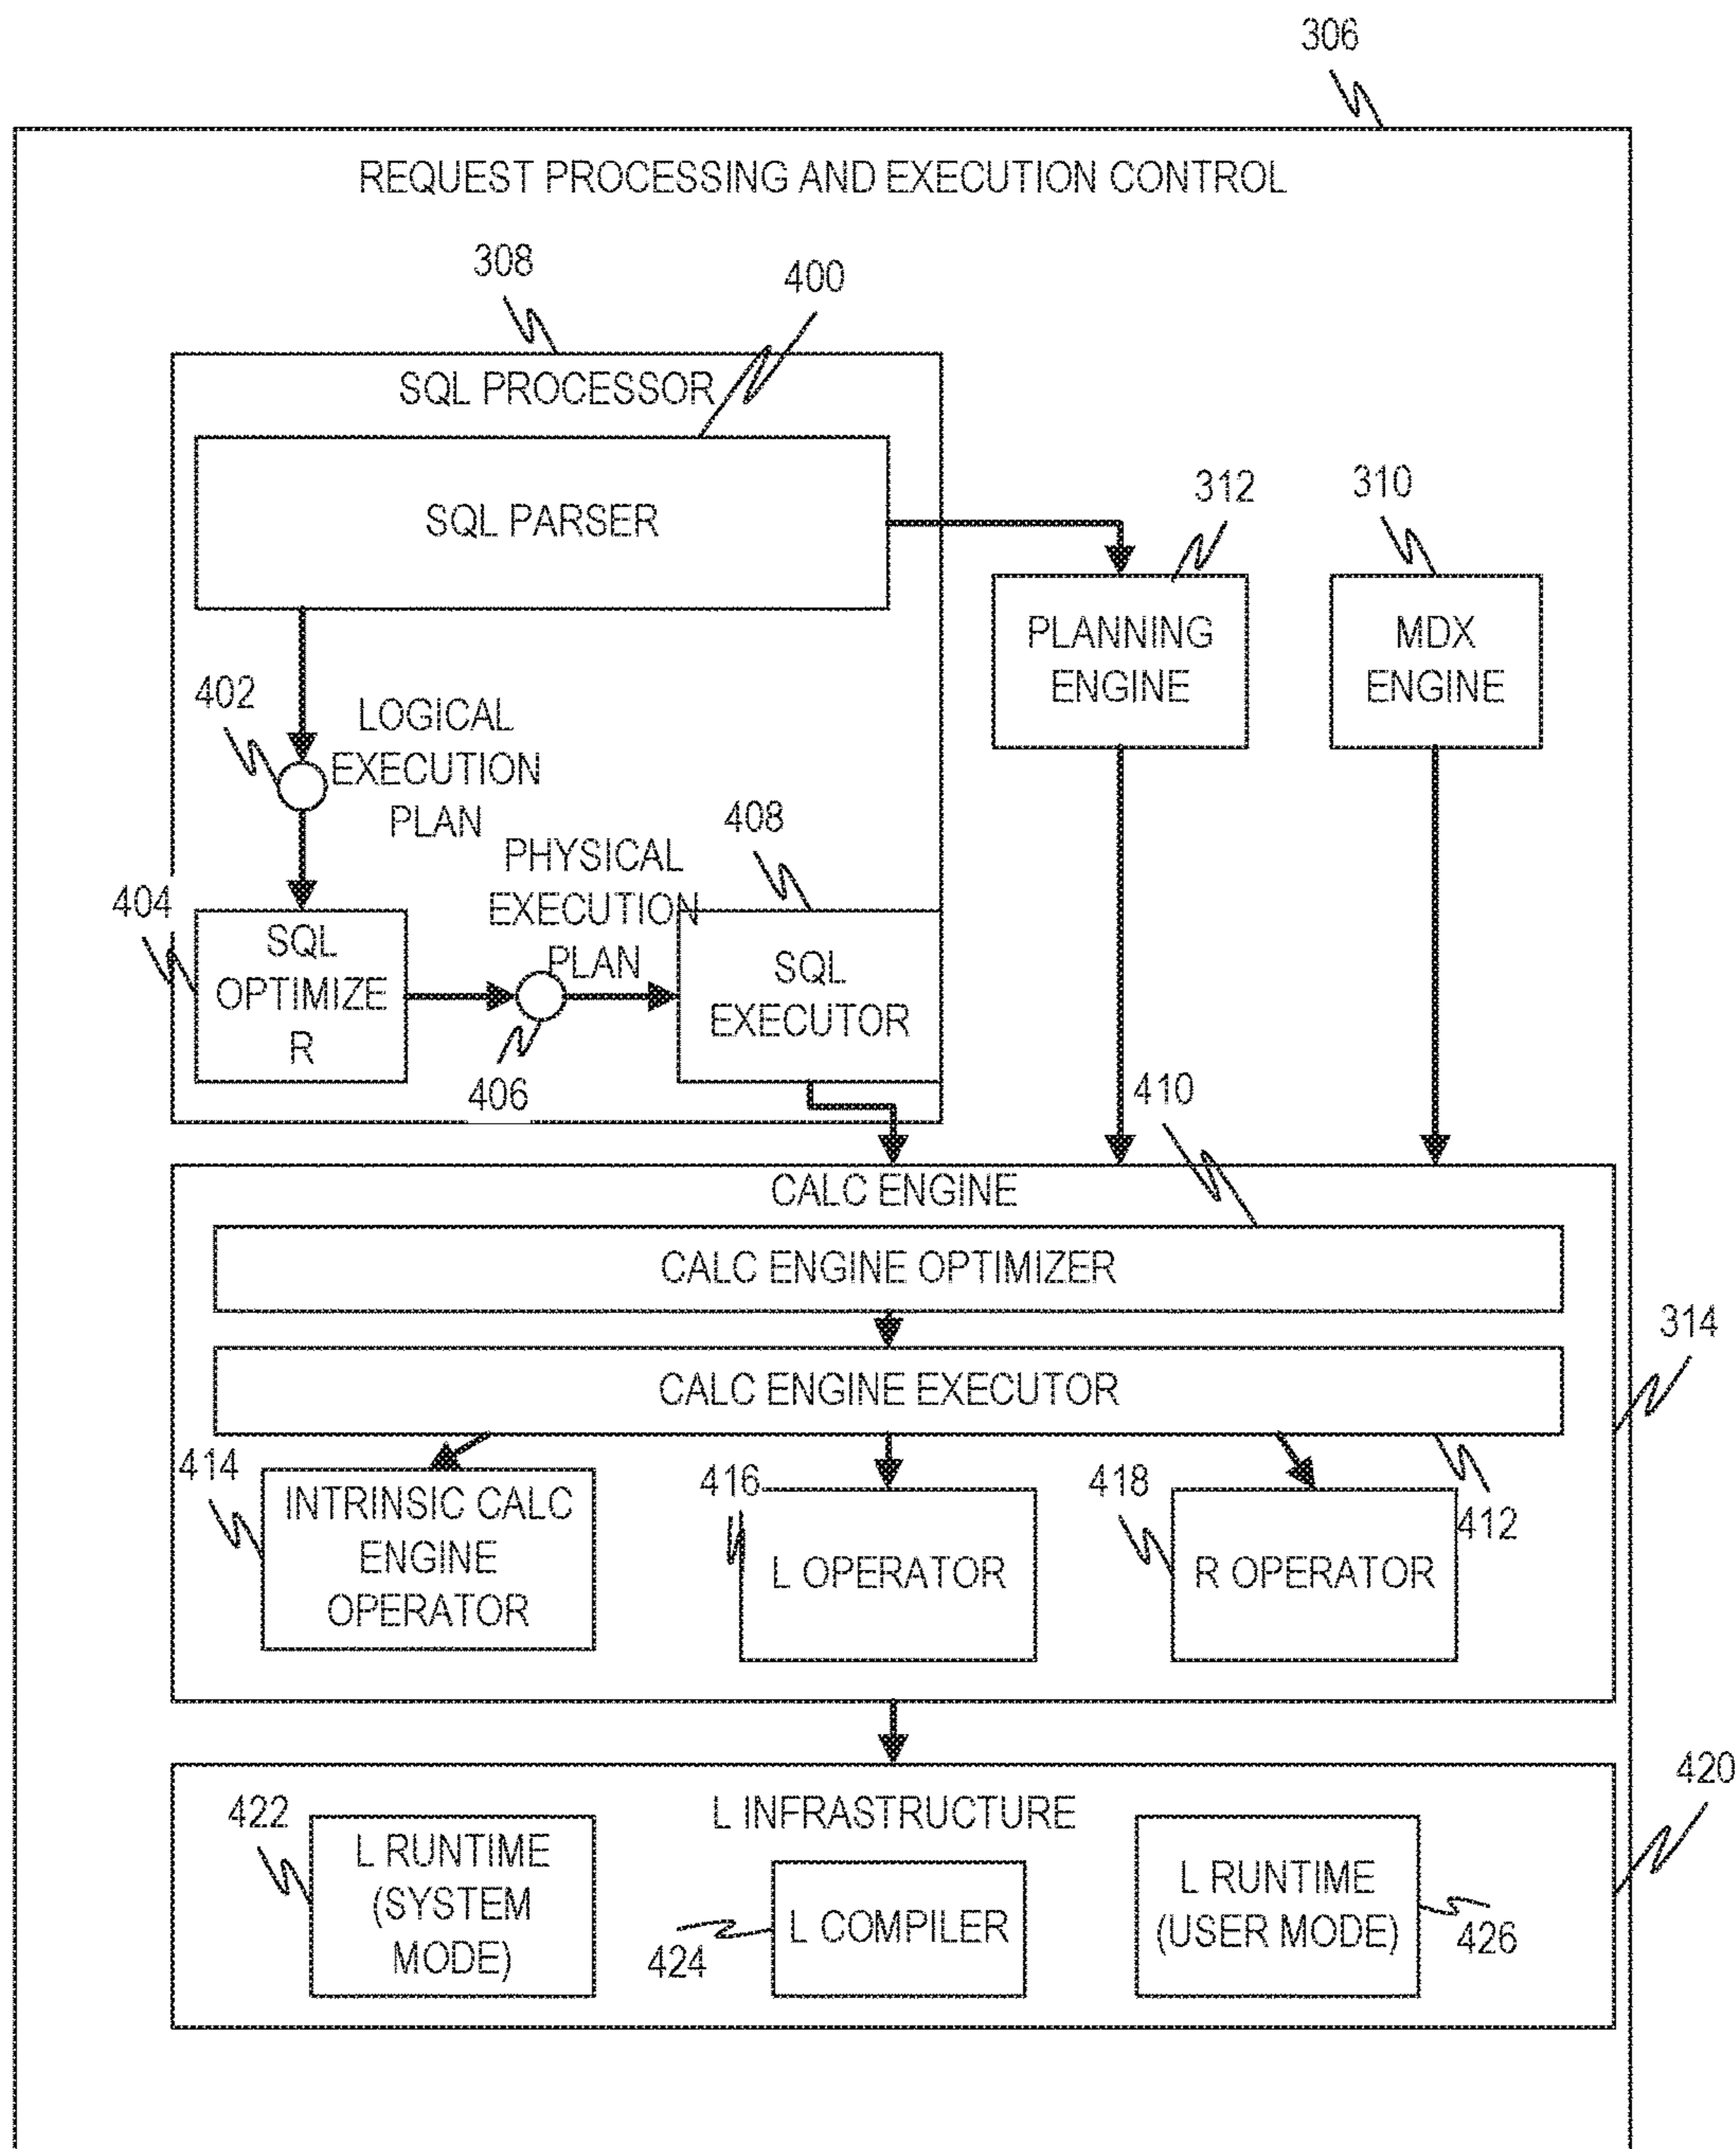 306
REQUEST PROCESSING AND EXECUTION CONTROL
308
400
SQL PROCESSOR
SQL PARSER
312
310
PLANNING
ENGINE
MDX
ENGINE
402
LOGICAL
EXECUTION
PLAN
408
PHYSICAL
EXECUTION
PLAN
404
SQL
OPTIMIZE
R
SQL
EXECUTOR
406
410
CALC ENGINE
CALC ENGINE OPTIMIZER
314
CALC ENGINE EXECUTOR
414
INTRINSIC CALC
ENGINE
OPERATOR
416
L OPERATOR
418
R OPERATOR
412
420
L INFRASTRUCTURE
422
L RUNTIME
(SYSTEM
MODE)
424
L COMPILER
L RUNTIME
(USER MODE)
426